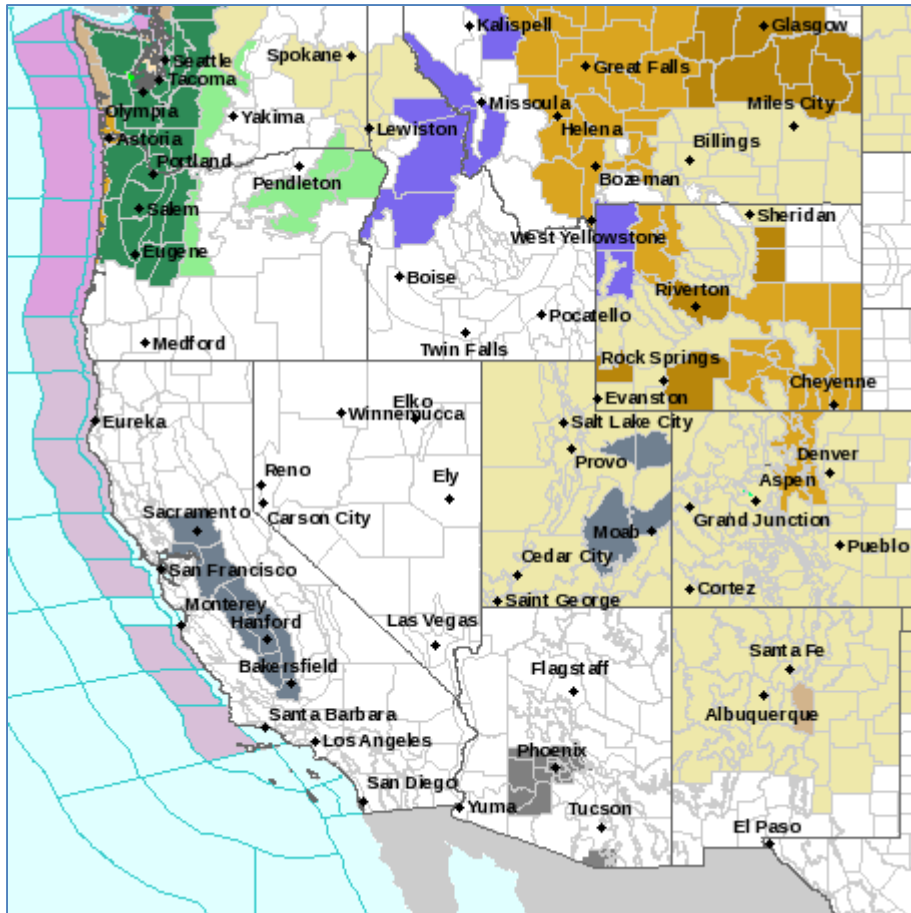 Kalispell
Glasgow
Seattle
Spokane
Great Falls
Tacoma
Olympia
Yakima
Missoula
Helena
Miles City
Astoria
Lewiston
Billings
Portland
Pendleton
Bozeman
Salem
Sheridan
West Yellowstone
Eugene
Boise
Riverton
Pocatello
Medford
Twin Falls
Rock Springs
Cheyenne
Evanston
Elko
Winnemucca
Eureka
Salt Lake City
Provo
Denver
Reno
Ely
Aspen
Sacramento
Carson City
Grand Junction
Moab
Pueblo
San Francisco
Cedar City
Cortez
Monterey
Saint George
Hanford
Las Vegas
Bakersfield
Flagstaff
Santa Fe
Albuquerque
Santa Barbara
Los Angeles
Phoenix
San Diego
Yuma
Tucson
El Paso